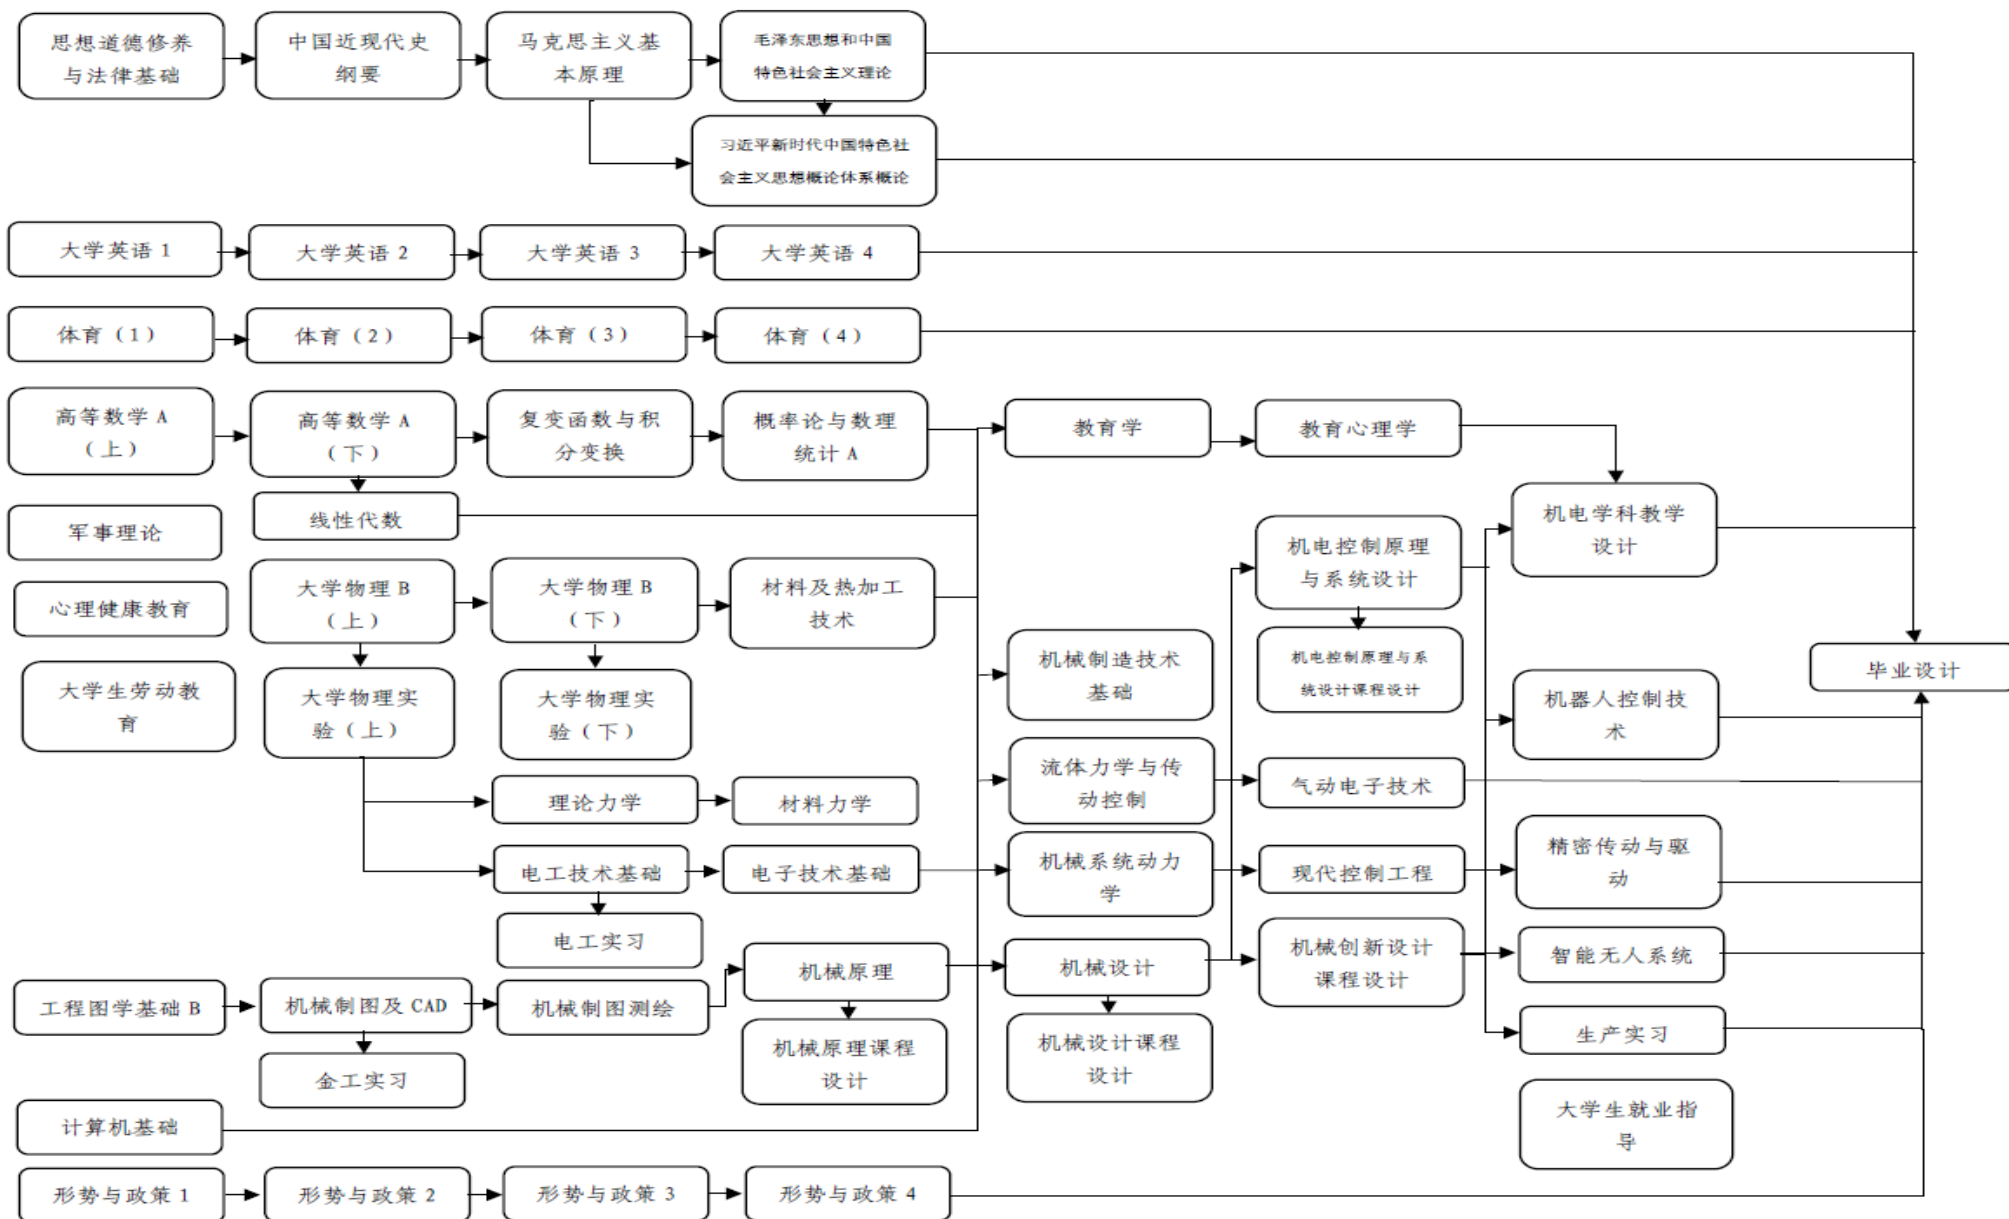 思想道德修养
与法律基础
中国近现代史
纲要
马克思主义基
本原理
毛泽东思想和中国
特色社会主义理论
习近平新时代中国特色社
会主义思想概论体系概论
大学英语 1
大学英语 2
大学英语 3
大学英语 4
体育（1）
体育（2）
体育（3）
体育（4）
高等数学 A
（上）
高等数学 A
（下）
复变函数与积
分变换
概率论与数理
统计 A
教育学
教育心理学
线性代数
军事理论
机电学科教学
设计
机电控制原理
与系统设计
心理健康教育
大学物理 B
（上）
大学物理 B
（下）
材料及热加工
技术
机械制造技术
基础
机电控制原理与系
统设计课程设计
毕业设计
大学生劳动教
育
大学物理实
验（上）
大学物理实
验（下）
机器人控制技
术
流体力学与传
动控制
气动电子技术
理论力学
材料力学
电工技术基础
电子技术基础
机械系统动力
学
现代控制工程
精密传动与驱
动
电工实习
机械原理
机械设计
机械创新设计
课程设计
智能无人系统
工程图学基础 B
机械制图及 CAD
机械制图测绘
机械原理课程
设计
机械设计课程
设计
生产实习
金工实习
计算机基础
大学生就业指
导
形势与政策 1
形势与政策 2
形势与政策 3
形势与政策 4